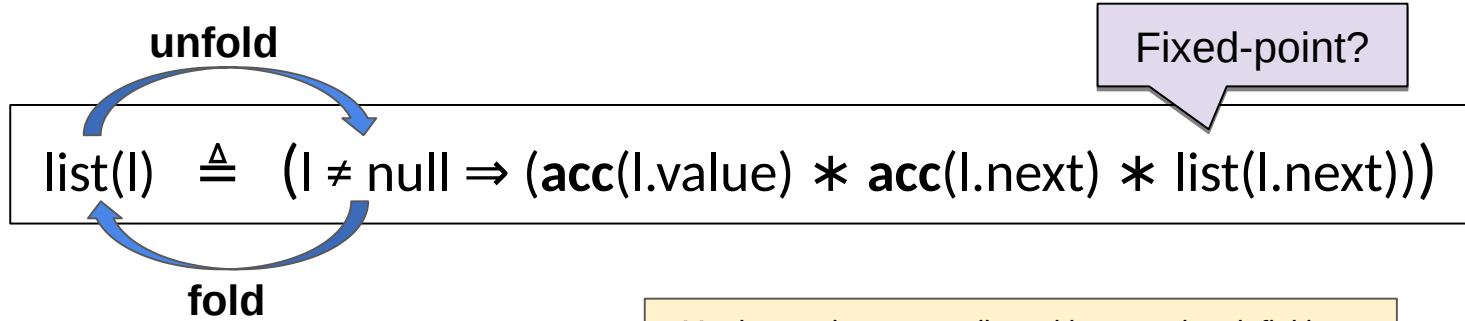 unfold
Fixed-point?
list(l) ≜ (l ≠ null ⇒ (acc(l.value) ∗ acc(l.next) ∗ list(l.next)))
fold